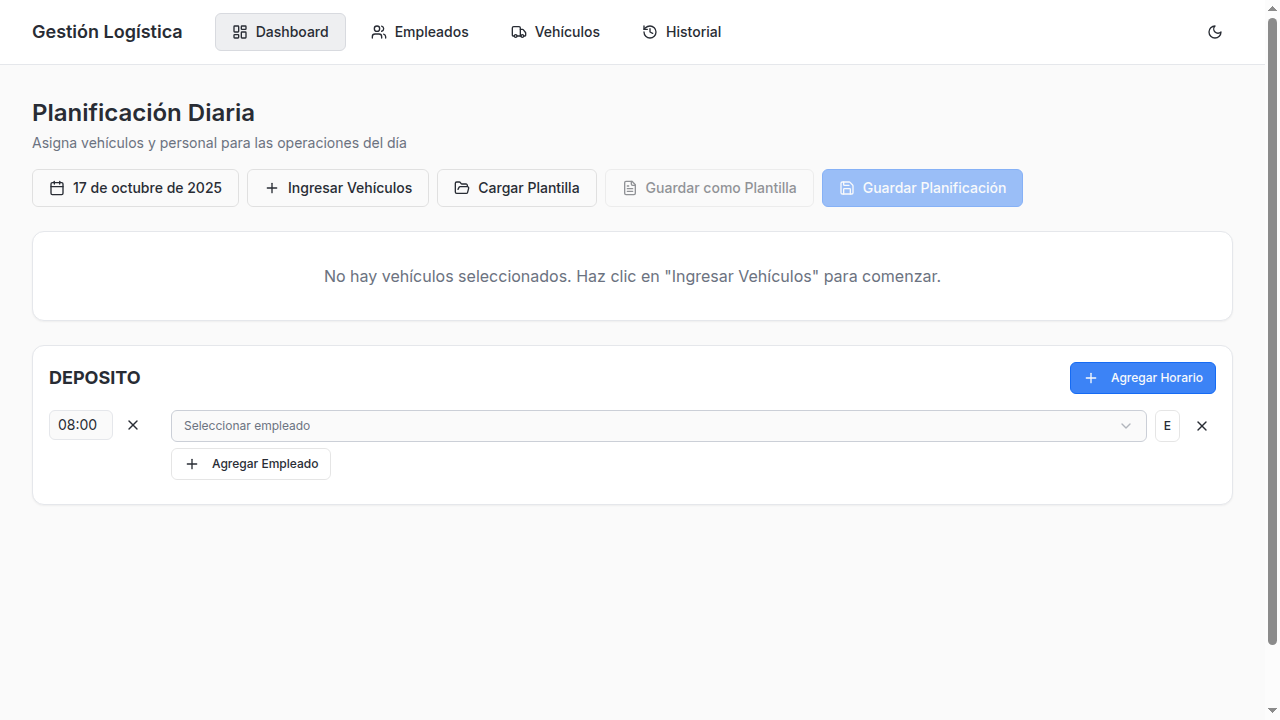 Gestión Logística
Dashboard
Empleados
Vehículos
Historial
Planificación Diaria
Asigna vehículos y personal para las operaciones del día
17 de octubre de 2025
Ingresar Vehículos
Cargar Plantilla
Guardar como Plantilla
Guardar Planificación
No hay vehículos seleccionados. Haz clic en "Ingresar Vehículos" para comenzar.
DEPOSITO
Agregar Horario
08:00
Seleccionar empleado
E
Agregar Empleado